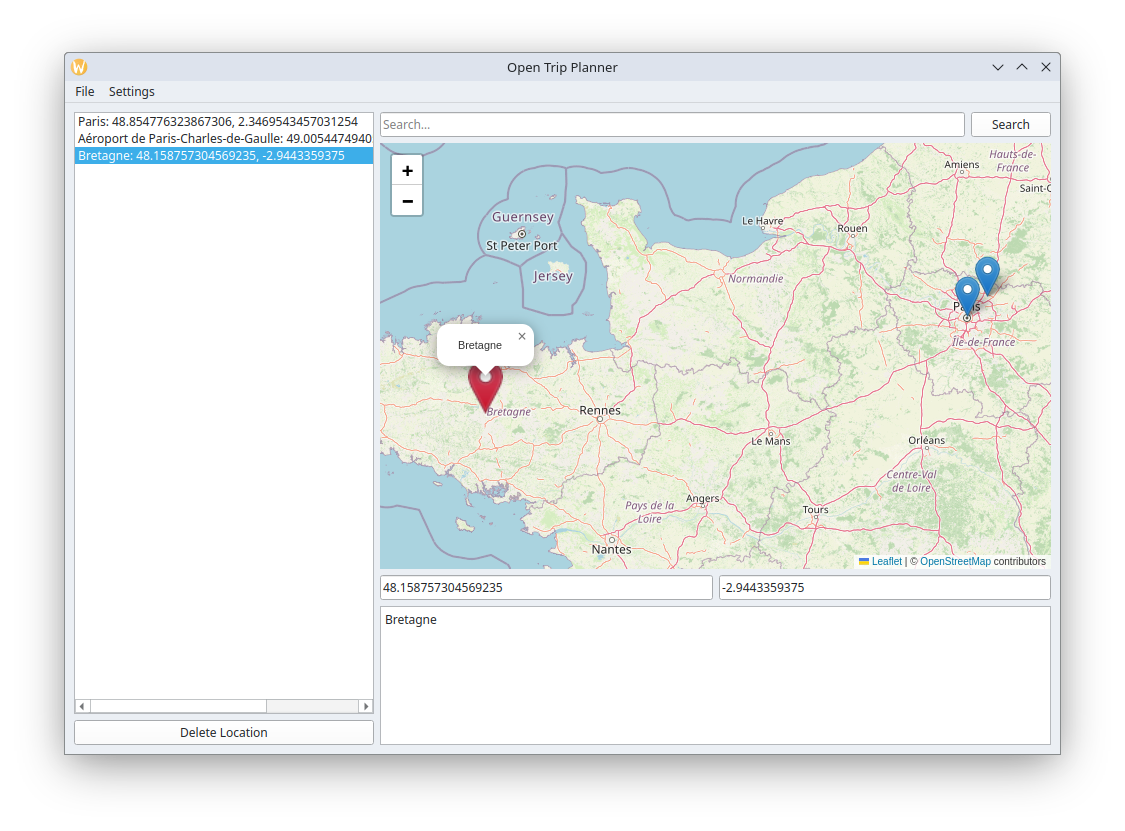 Open Trip Planner
File Settings
Paris: 48.854776323867306, 2.3469543457031254
Aéroport de Paris-Charles-de-Gaulle: 49.0054474940
Bretagne: 48.158757304569235, -2.9443359375
Delete Location
Search...
Search
+
−
Hauts-de-
France
Amiens
Saint-Q
Guernsey
St Peter Port
Jersey
Le Havre
Rouen
Normandie
Paris
Île-de-France
Bretagne
×
Bretagne
Rennes
Le Mans
Orléans
Centre-Val
de Loire
Pays de la
Loire
Angers
Tours
Nantes
Leaflet | © OpenStreetMap contributors
48.158757304569235
-2.9443359375
Bretagne